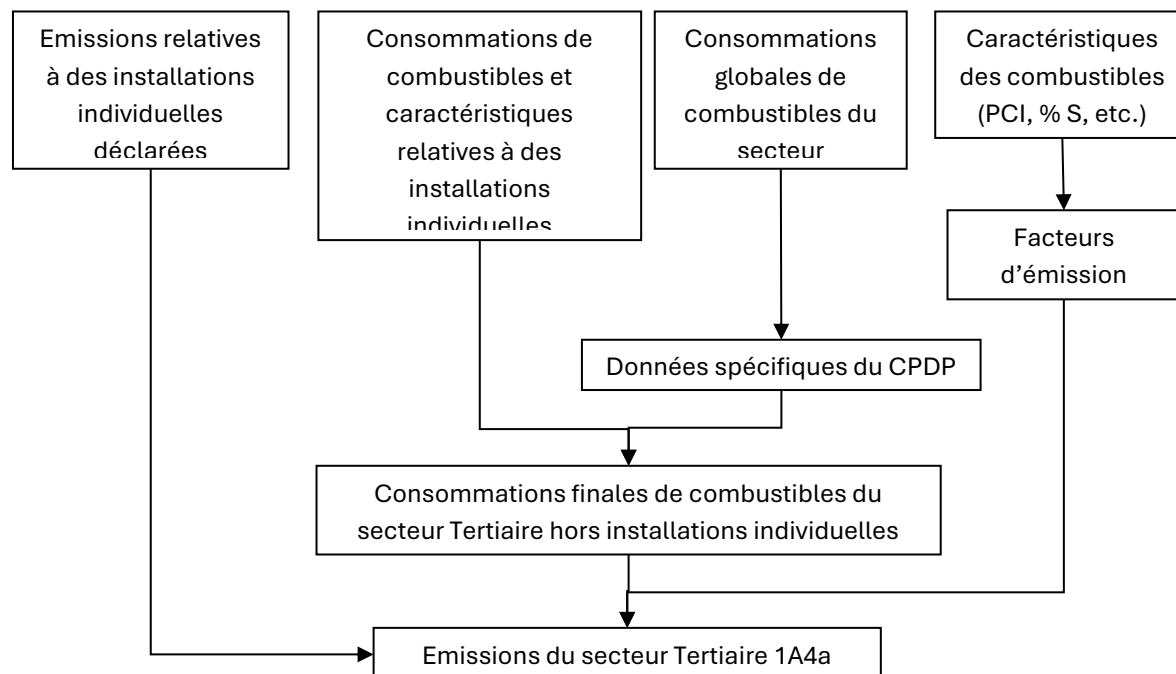 Emissions relatives
à des installations
individuelles
déclarées
Consommations de
combustibles et
caractéristiques
relatives à des
installations
individuelles
Consommations
globales de
combustibles du
secteur
Caractéristiques
des combustibles
(PCI, % S, etc.)
Facteurs
d’émission
Données spécifiques du CPDP
Consommations finales de combustibles du
secteur Tertiaire hors installations individuelles
Emissions du secteur Tertiaire 1A4a